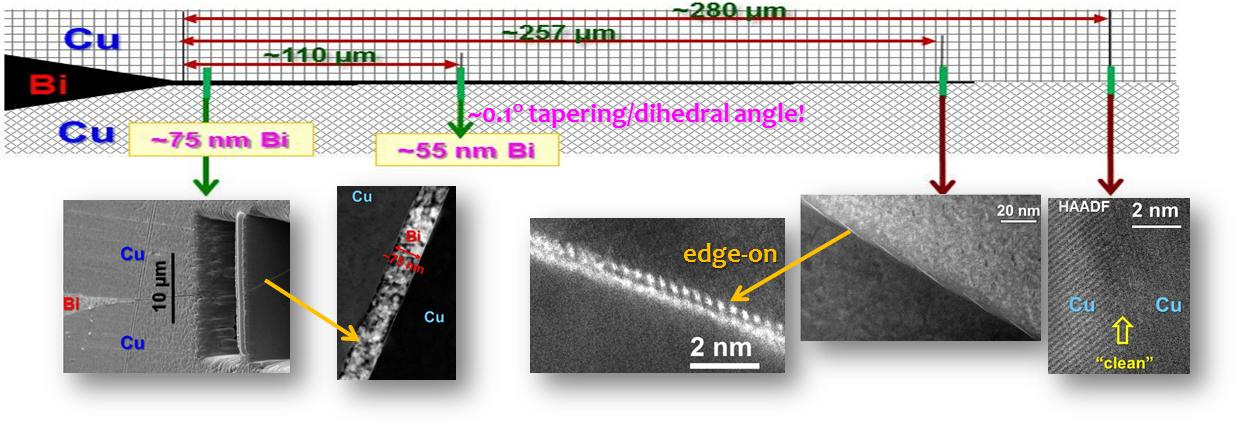 ~280 µm
~257 µm
~110 µm
Cu
Bi
Cu
~0.1° tapering/dihedral angle!
~75 nm Bi
~55 nm Bi
Cu
Bi
Cu
10 µm
Cu
Bi
~75 nm
Cu
edge-on
2 nm
20 nm
HAADF
2 nm
Cu
Cu
“clean”